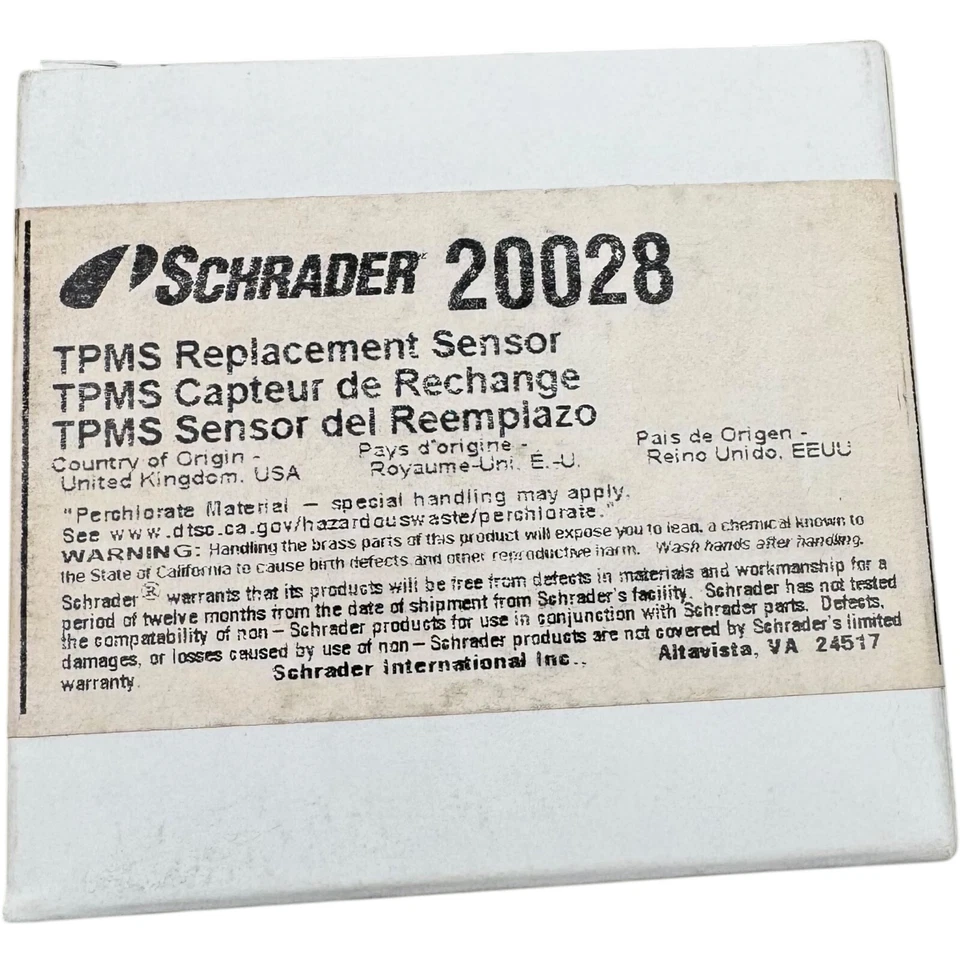 SCHRADER 20028
TPMS Replacement Sensor
TPMS Capteur de Rechange
TPMS Sensor del Reemplazo
Country of Origin - Pays d'origine - Pais de Origen -
United Kingdom, USA Royaume-Uni, É.-U. Reino Unido, EEUU
"Perchlorate Material – special handling may apply.
See www.dtsc.ca.gov/hazardouswaste/perchlorate."
WARNING: Handling the brass parts of this product will expose you to lead, a chemical known to
the State of California to cause birth defects and other reproductive harm. Wash hands after handling.
Schrader® warrants that its products will be free from defects in materials and workmanship for a
period of twelve months from the date of shipment from Schrader's facility. Schrader has not tested
the compatability of non – Schrader products for use in conjunction with Schrader parts. Defects,
damages, or losses caused by use of non – Schrader products are not covered by Schrader's limited
warranty. Schrader International Inc., Altavista, VA 24517